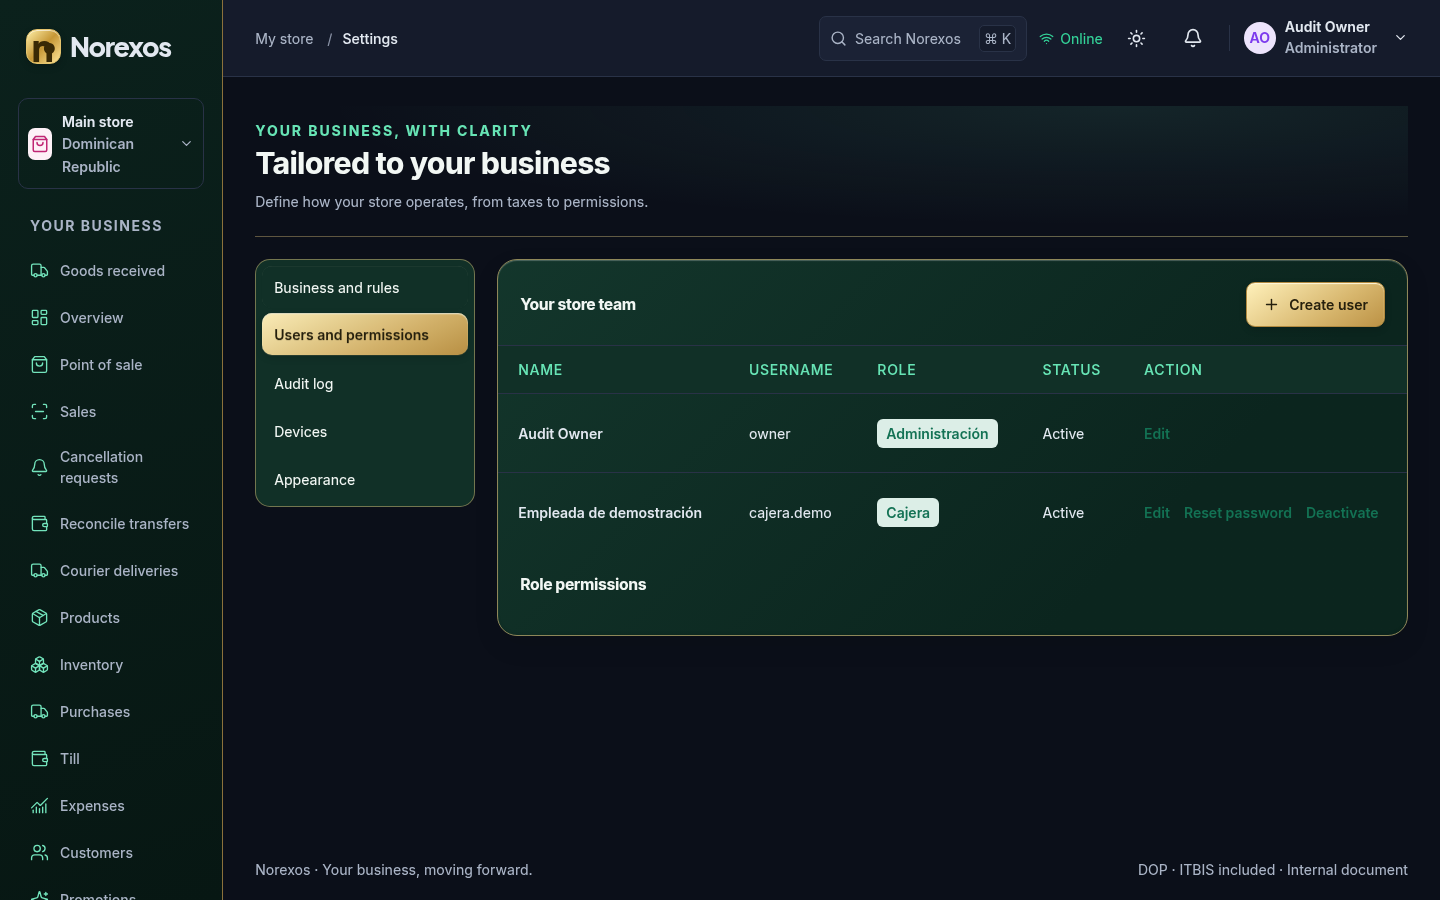 Norexos
Main store
Dominican
Republic
YOUR BUSINESS
Goods received
Overview
Point of sale
Sales
Cancellation
requests
Reconcile transfers
Courier deliveries
Products
Inventory
Purchases
Till
Expenses
Customers
Promotions
My store / Settings
Search Norexos ⌘ K
Online
AO
Audit Owner
Administrator
YOUR BUSINESS, WITH CLARITY
Tailored to your business
Define how your store operates, from taxes to permissions.
Business and rules
Users and permissions
Audit log
Devices
Appearance
Your store team
+ Create user
NAME USERNAME ROLE STATUS ACTION
Audit Owner owner Administración Active Edit
Empleada de demostración cajera.demo Cajera Active Edit Reset password Deactivate
Role permissions
Norexos · Your business, moving forward.
DOP · ITBIS included · Internal document